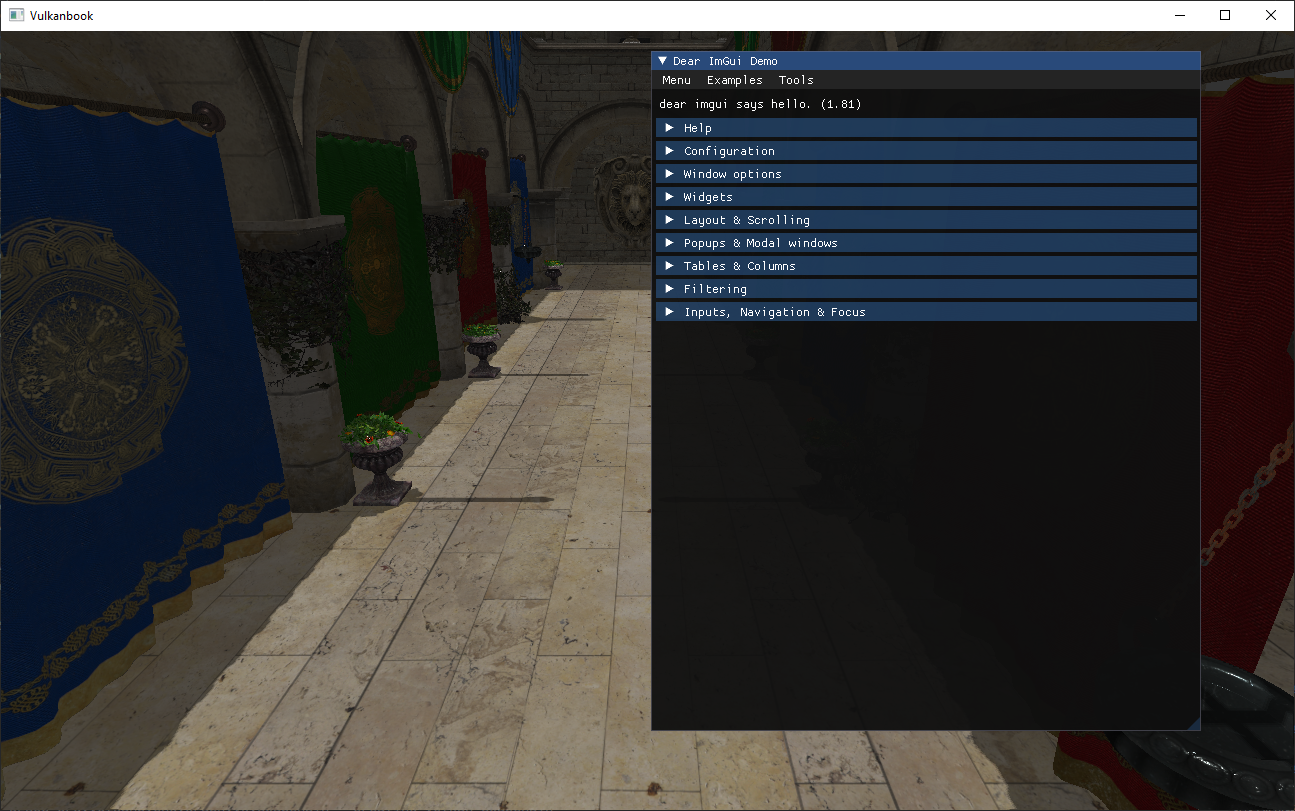 Vulkanbook
Dear ImGui Demo
Menu Examples Tools
dear imgui says hello. (1.81)
Help
Configuration
Window options
Widgets
Layout & Scrolling
Popups & Modal windows
Tables & Columns
Filtering
Inputs, Navigation & Focus